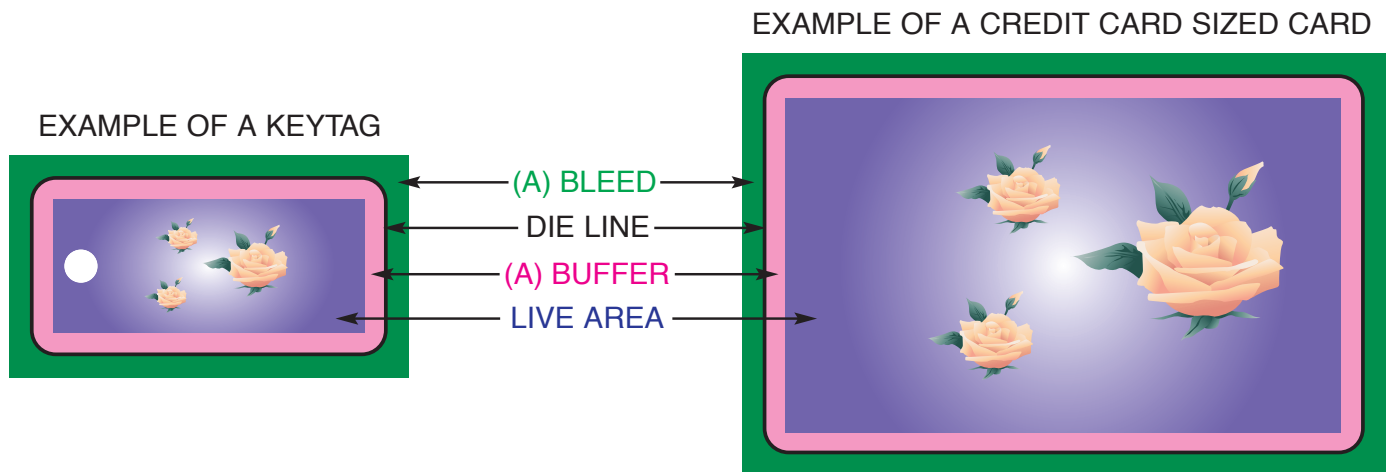 EXAMPLE OF A CREDIT CARD SIZED CARD
EXAMPLE OF A KEYTAG
(A) BLEED
DIE LINE
(A) BUFFER
LIVE AREA